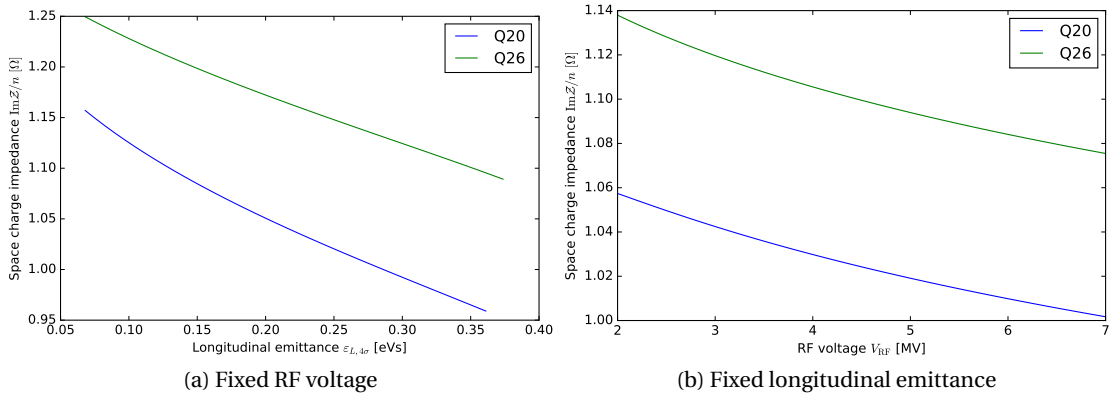 1.25
1.20
1.15
1.10
1.05
1.00
0.95
Space charge impedance ImZ/n [Ω]
0.05 0.10 0.15 0.20 0.25 0.30 0.35 0.40
Longitudinal emittance ε_{L,4σ} [eVs]
Q20
Q26
(a) Fixed RF voltage
1.14
1.12
1.10
1.08
1.06
1.04
1.02
1.00
Space charge impedance ImZ/n [Ω]
2 3 4 5 6 7
RF voltage V_{RF} [MV]
Q20
Q26
(b) Fixed longitudinal emittance